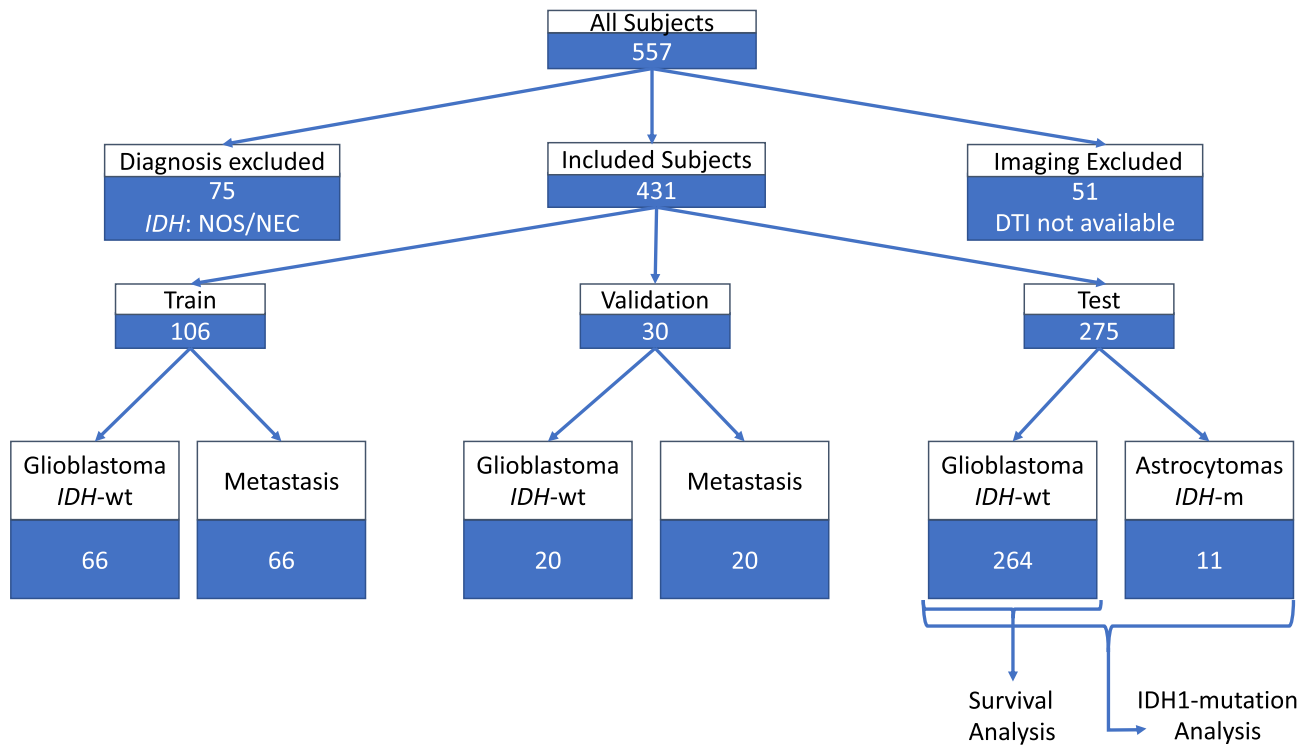 All Subjects
557
Diagnosis excluded
75
IDH: NOS/NEC
Included Subjects
431
Imaging Excluded
51
DTI not available
Train
106
Validation
30
Test
275
Glioblastoma
IDH-wt
66
Metastasis
66
Glioblastoma
IDH-wt
20
Metastasis
20
Glioblastoma
IDH-wt
264
Astrocytomas
IDH-m
11
Survival
Analysis
IDH1-mutation
Analysis